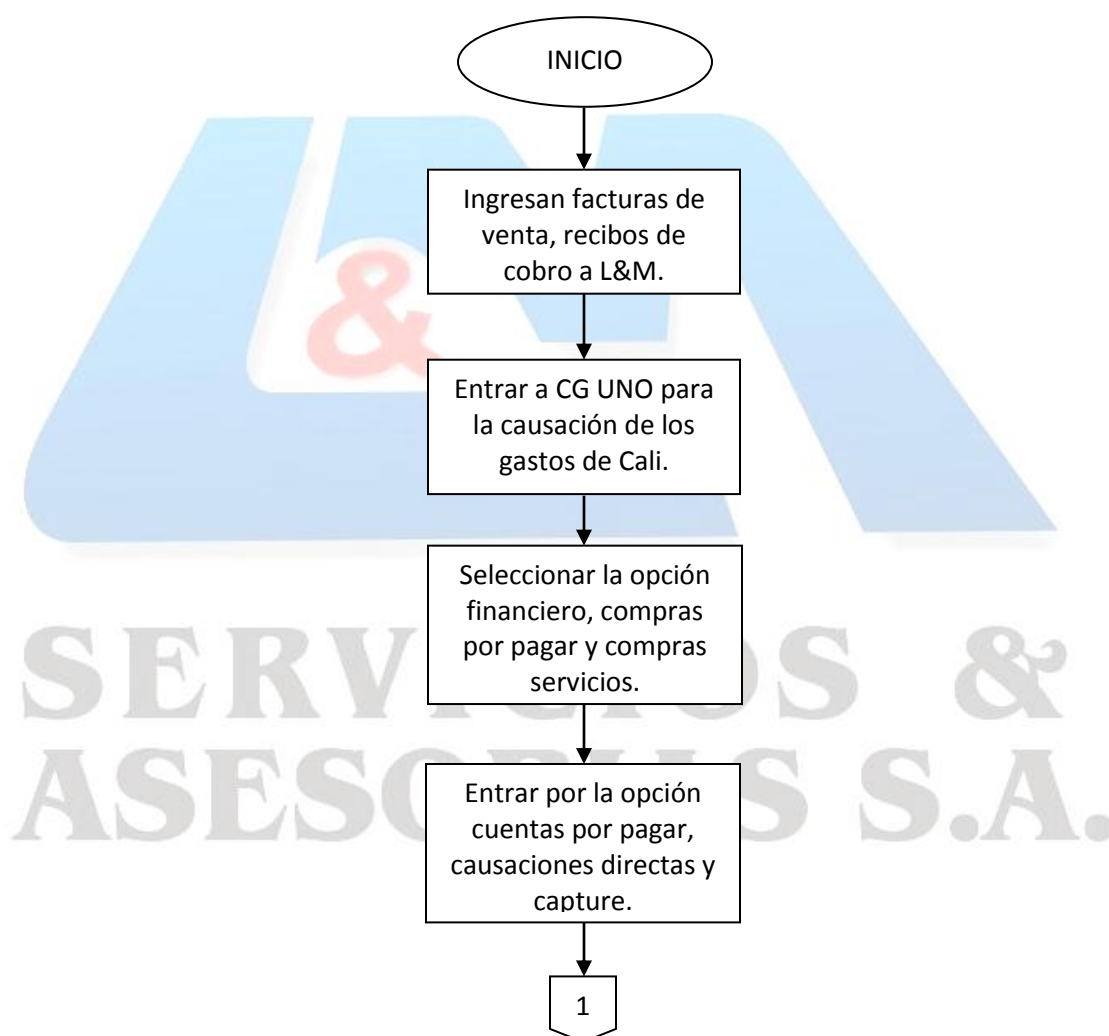 INICIO
Ingresan facturas de
venta, recibos de
cobro a L&M.
Entrar a CG UNO para
la causación de los
gastos de Cali.
Seleccionar la opción
financiero, compras
por pagar y compras
servicios.
Entrar por la opción
cuentas por pagar,
causaciones directas y
capture.
1
L&M
SERVICIOS &
ASESORIAS S.A.